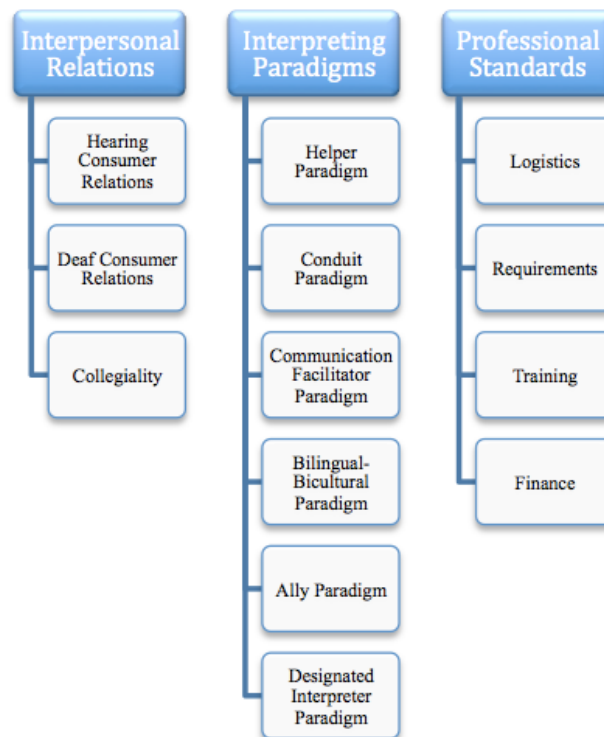 Interpersonal
Relations
Hearing
Consumer
Relations
Deaf Consumer
Relations
Collegiality
Interpreting
Paradigms
Helper
Paradigm
Conduit
Paradigm
Communication
Facilitator
Paradigm
Bilingual-
Bicultural
Paradigm
Ally Paradigm
Designated
Interpreter
Paradigm
Professional
Standards
Logistics
Requirements
Training
Finance